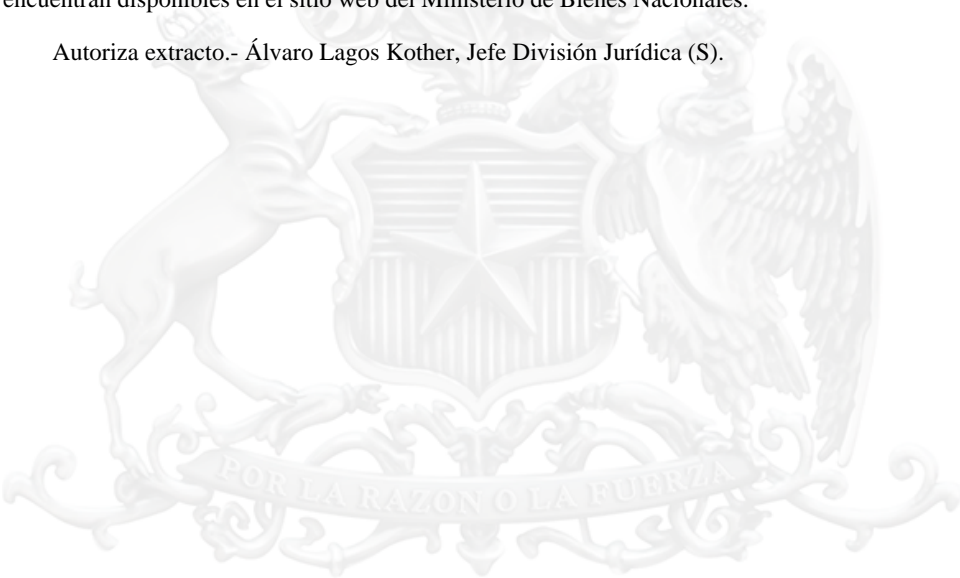 encuentran disponibles en el sitio web del Ministerio de Bienes Nacionales.
Autoriza extracto.- Álvaro Lagos Kother, Jefe División Jurídica (S).
POR LA RAZON O LA FUERZA